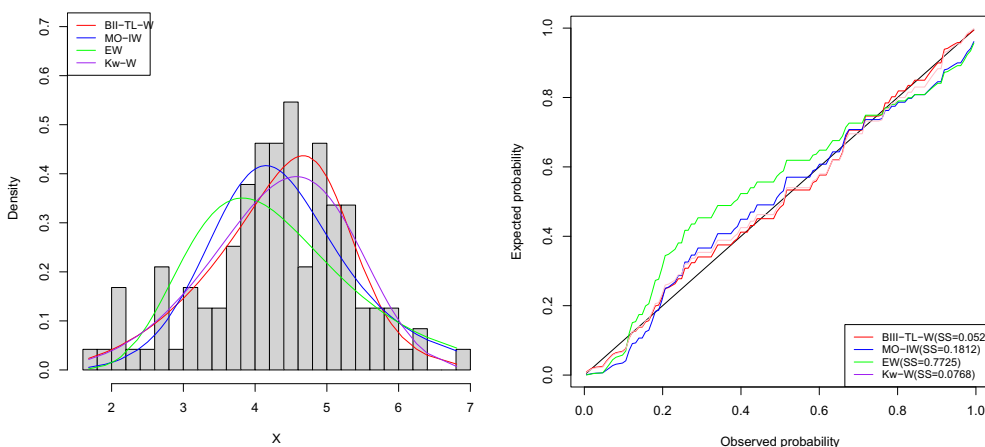 BII−TL−W
MO−IW
EW
Kw−W
0.0 0.1 0.2 0.3 0.4 0.5 0.6 0.7
Density
2 3 4 5 6 7
X
0.0 0.2 0.4 0.6 0.8 1.0
Expected probability
BIII−TL−W(SS=0.052
MO−IW(SS=0.1812)
EW(SS=0.7725)
Kw−W(SS=0.0768)
0.0 0.2 0.4 0.6 0.8 1.0
Observed probability